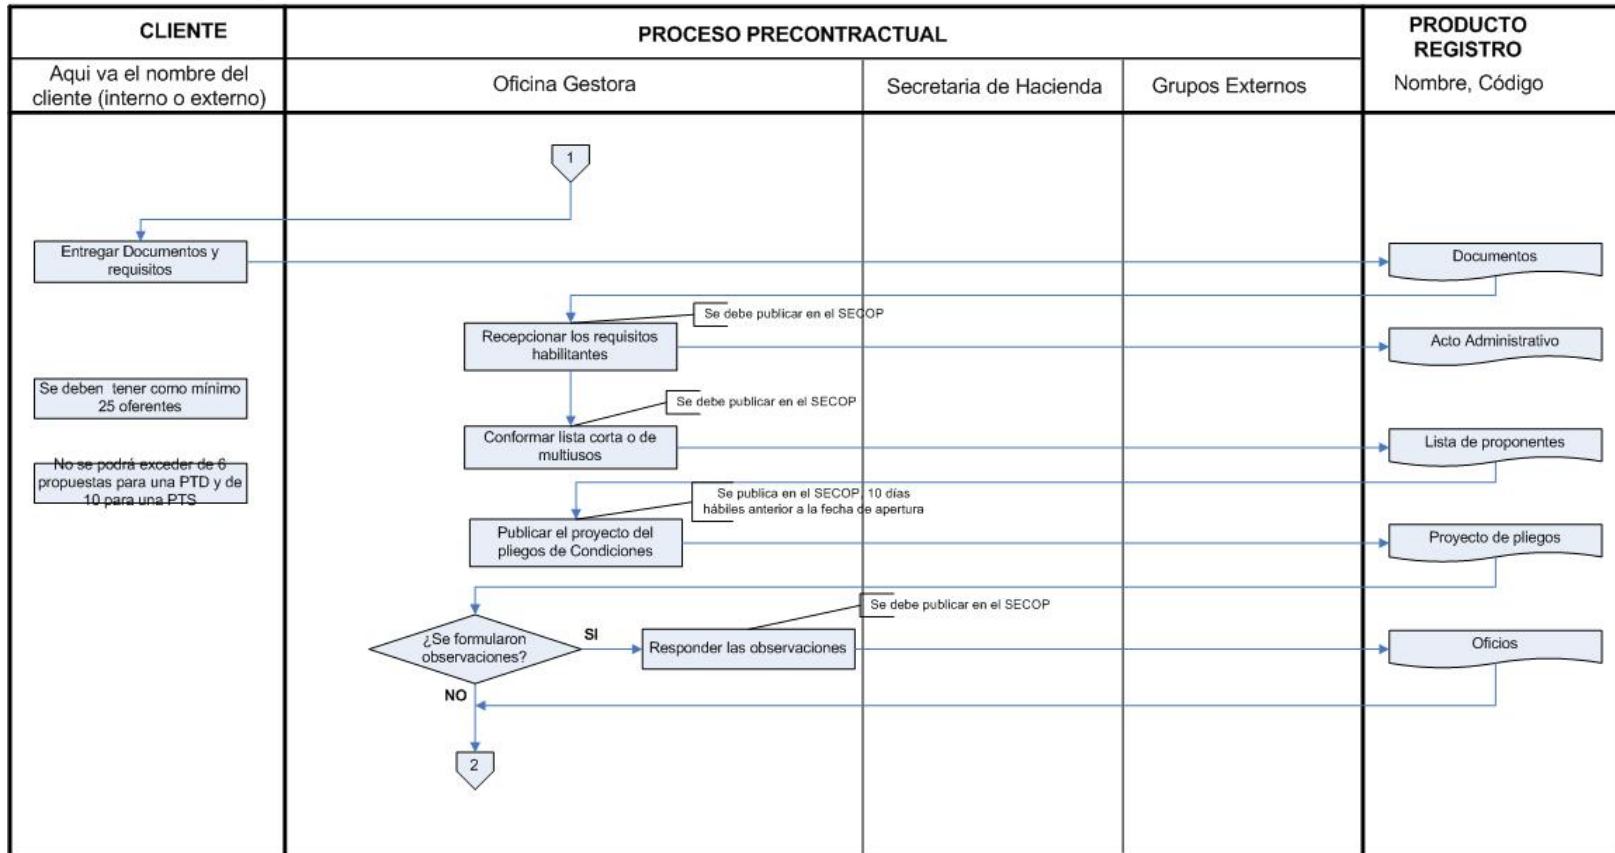 CLIENTE
PROCESO PRECONTRACTUAL
PRODUCTO
REGISTRO
Aqui va el nombre del
cliente (interno o externo)
Oficina Gestora
Secretaria de Hacienda
Grupos Externos
Nombre, Código
1
Entregar Documentos y
requisitos
Documentos
Se debe publicar en el SECOP
Recepcionar los requisitos
habilitantes
Acto Administrativo
Se deben tener como mínimo
25 oferentes
Se debe publicar en el SECOP
Conformar lista corta o de
multiusos
Lista de proponentes
No se podrá exceder de 6
propuestas para una PTD y de
10 para una PTS
Se publica en el SECOP, 10 días
hábiles anterior a la fecha de apertura
Publicar el proyecto del
pliegos de Condiciones
Proyecto de pliegos
Se debe publicar en el SECOP
¿Se formularon
observaciones?
SI
Responder las observaciones
Oficios
NO
2